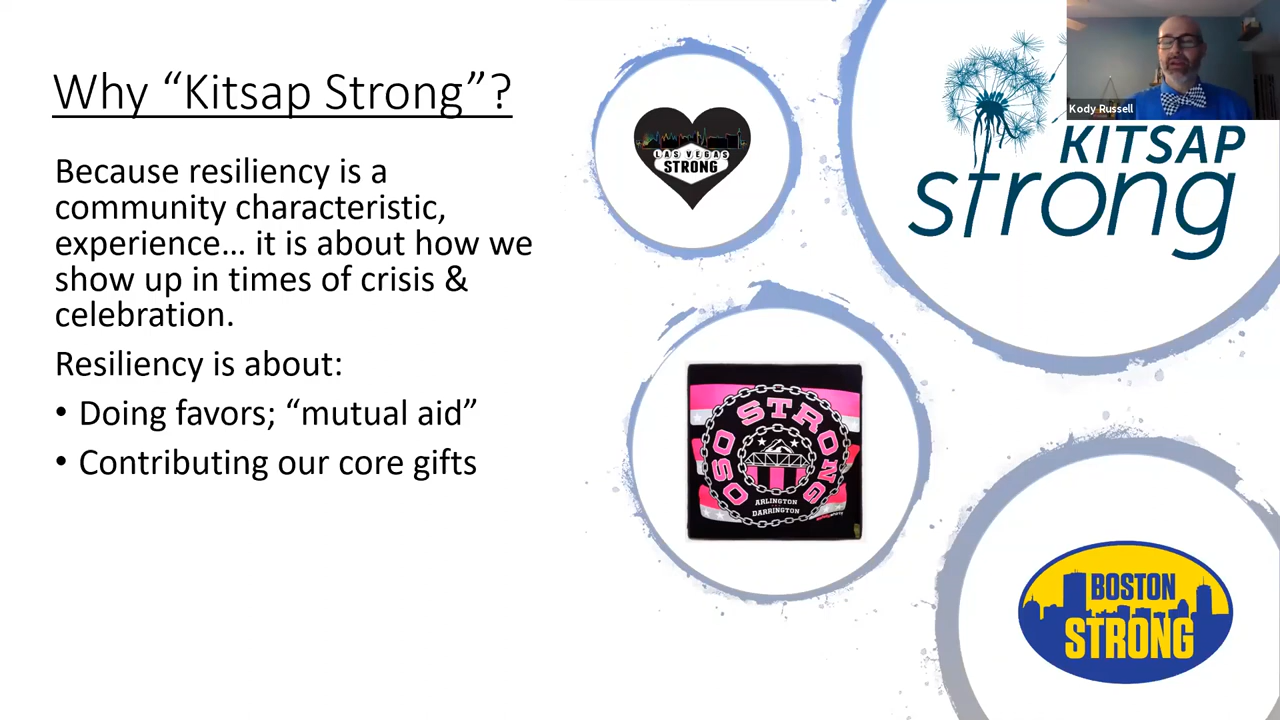 Why “Kitsap Strong”?
Because resiliency is a
community characteristic,
experience... it is about how we
show up in times of crisis &
celebration.
Resiliency is about:
• Doing favors; “mutual aid”
• Contributing our core gifts
LAS VEGAS
STRONG
KITSAP
strong
Kody Russell
OSO STRONG
ARLINGTON
DARRINGTON
BOSTON
STRONG